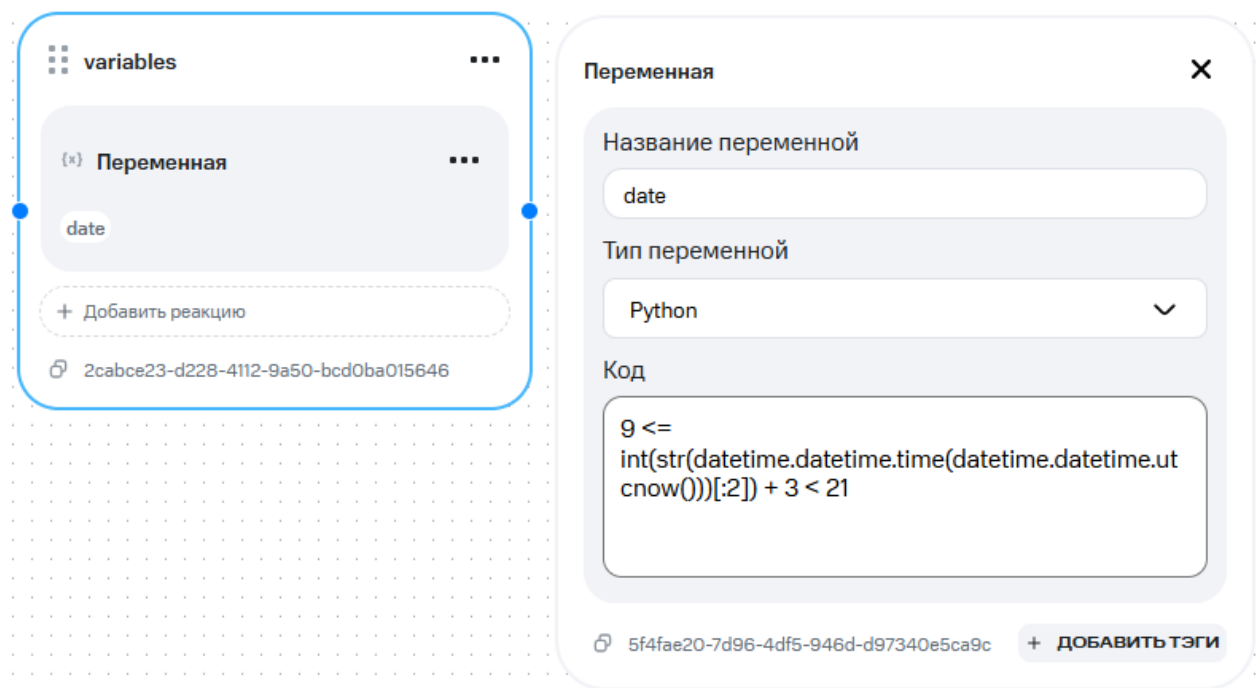 variables
{x} Переменная
date
+ Добавить реакцию
2cabce23-d228-4112-9a50-bcd0ba015646
Переменная
Название переменной
date
Тип переменной
Python
Код
9 <=
int(str(datetime.datetime.time(datetime.datetime.ut
cnow()))[:2]) + 3 < 21
5f4fae20-7d96-4df5-946d-d97340e5ca9c
+ ДОБАВИТЬ ТЭГИ